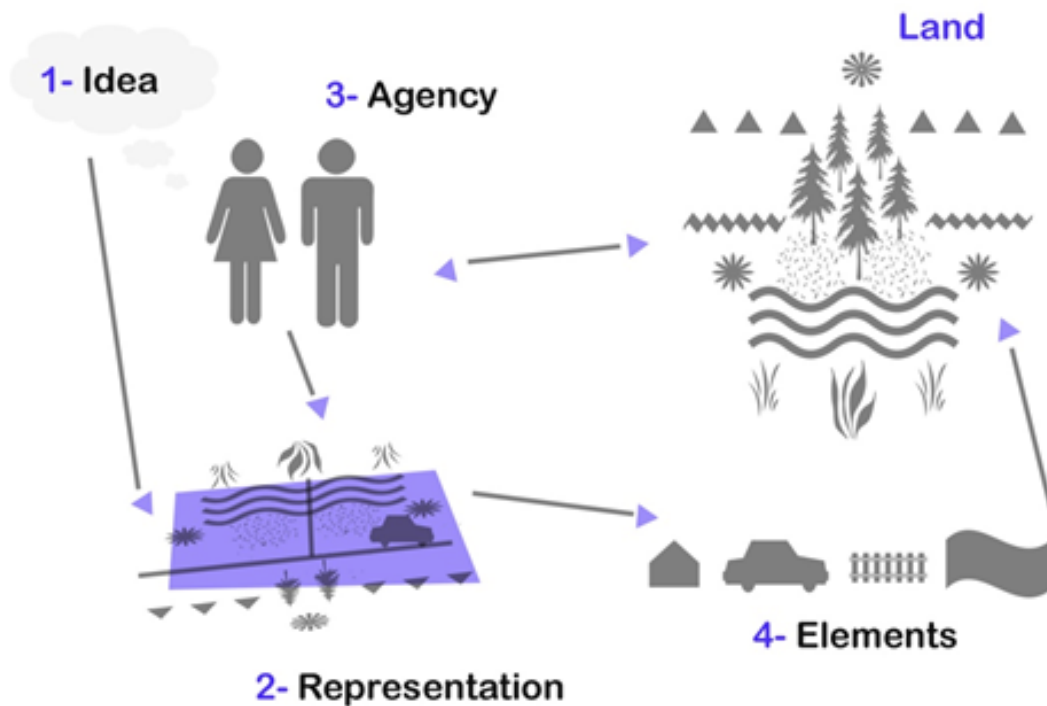 Land
1- Idea
3- Agency
4- Elements
2- Representation